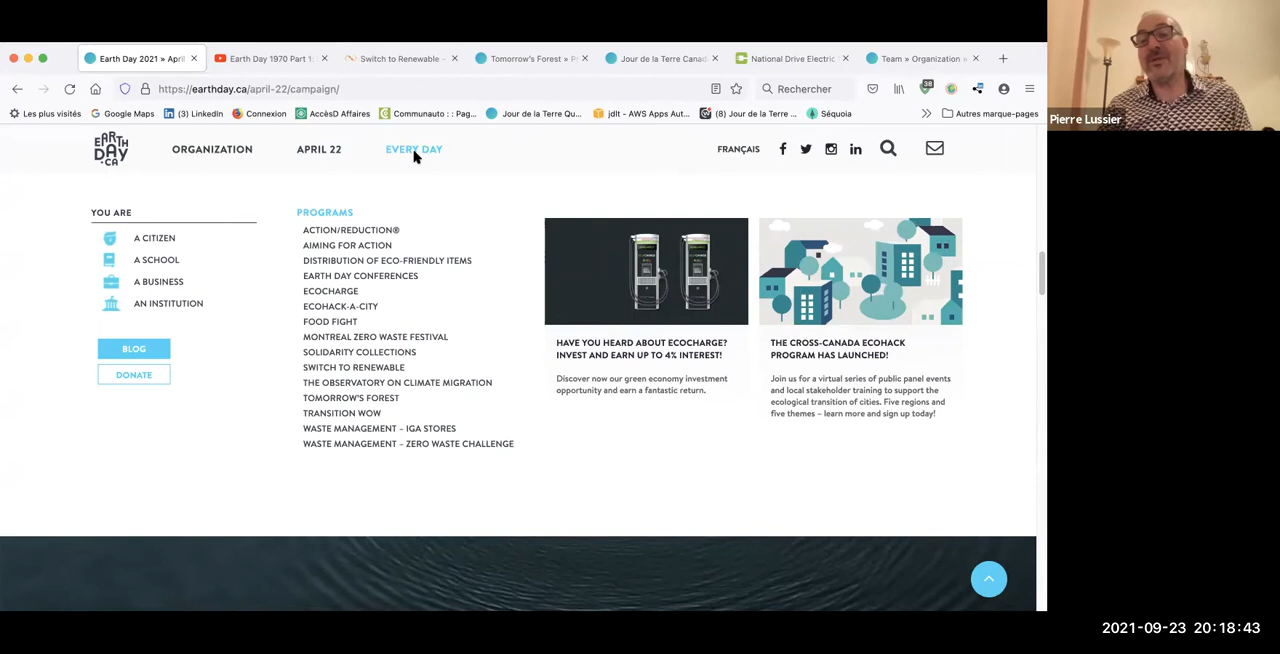 Earth Day 2021 » April
Earth Day 1970 Part 1:
Switch to Renewable -
Tomorrow's Forest » P
Jour de la Terre Canad
National Drive Electric
Team » Organization »
https://earthday.ca/april-22/campaign/
Rechercher
38
Les plus visités
Google Maps
(3) LinkedIn
Connexion
AccèsD Affaires
Communauto : : Pag...
Jour de la Terre Qu...
jdlt - AWS Apps Aut...
(8) Jour de la Terre ...
Séquoia
Autres marque-pages
EARTH
DAY
.CA
ORGANIZATION
APRIL 22
EVERY DAY
FRANÇAIS
YOU ARE
A CITIZEN
A SCHOOL
A BUSINESS
AN INSTITUTION
BLOG
DONATE
PROGRAMS
ACTION/REDUCTION®
AIMING FOR ACTION
DISTRIBUTION OF ECO-FRIENDLY ITEMS
EARTH DAY CONFERENCES
ECOCHARGE
ECOHACK-A-CITY
FOOD FIGHT
MONTREAL ZERO WASTE FESTIVAL
SOLIDARITY COLLECTIONS
SWITCH TO RENEWABLE
THE OBSERVATORY ON CLIMATE MIGRATION
TOMORROW'S FOREST
TRANSITION WOW
WASTE MANAGEMENT – IGA STORES
WASTE MANAGEMENT – ZERO WASTE CHALLENGE
HAVE YOU HEARD ABOUT ECOCHARGE?
INVEST AND EARN UP TO 4% INTEREST!
Discover now our green economy investment
opportunity and earn a fantastic return.
THE CROSS-CANADA ECOHACK
PROGRAM HAS LAUNCHED!
Join us for a virtual series of public panel events
and local stakeholder training to support the
ecological transition of cities. Five regions and
five themes – learn more and sign up today!
Pierre Lussier
2021-09-23 20:18:43